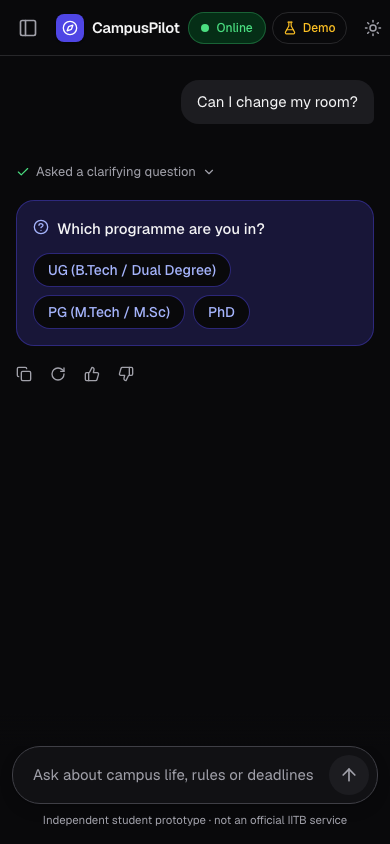 CampusPilot
Online
Demo
Can I change my room?
Asked a clarifying question
Which programme are you in?
UG (B.Tech / Dual Degree)
PG (M.Tech / M.Sc)
PhD
Ask about campus life, rules or deadlines
Independent student prototype · not an official IITB service